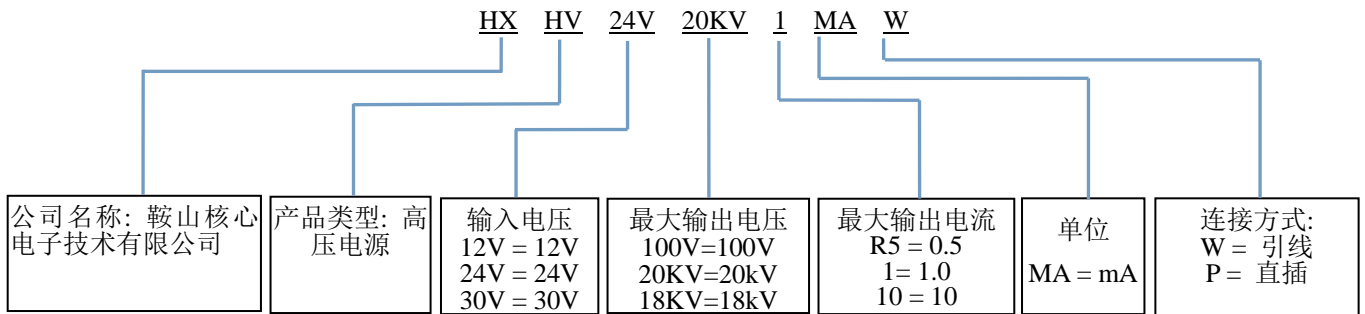 HX HV 24V 20KV 1 MA W
公司名称: 鞍山核心
电子技术有限公司
产品类型: 高
压电源
输入电压
12V = 12V
24V = 24V
30V = 30V
最大输出电压
100V=100V
20KV=20kV
18KV=18kV
最大输出电流
R5 = 0.5
1= 1.0
10 = 10
单位
MA = mA
连接方式:
W = 引线
P = 直插